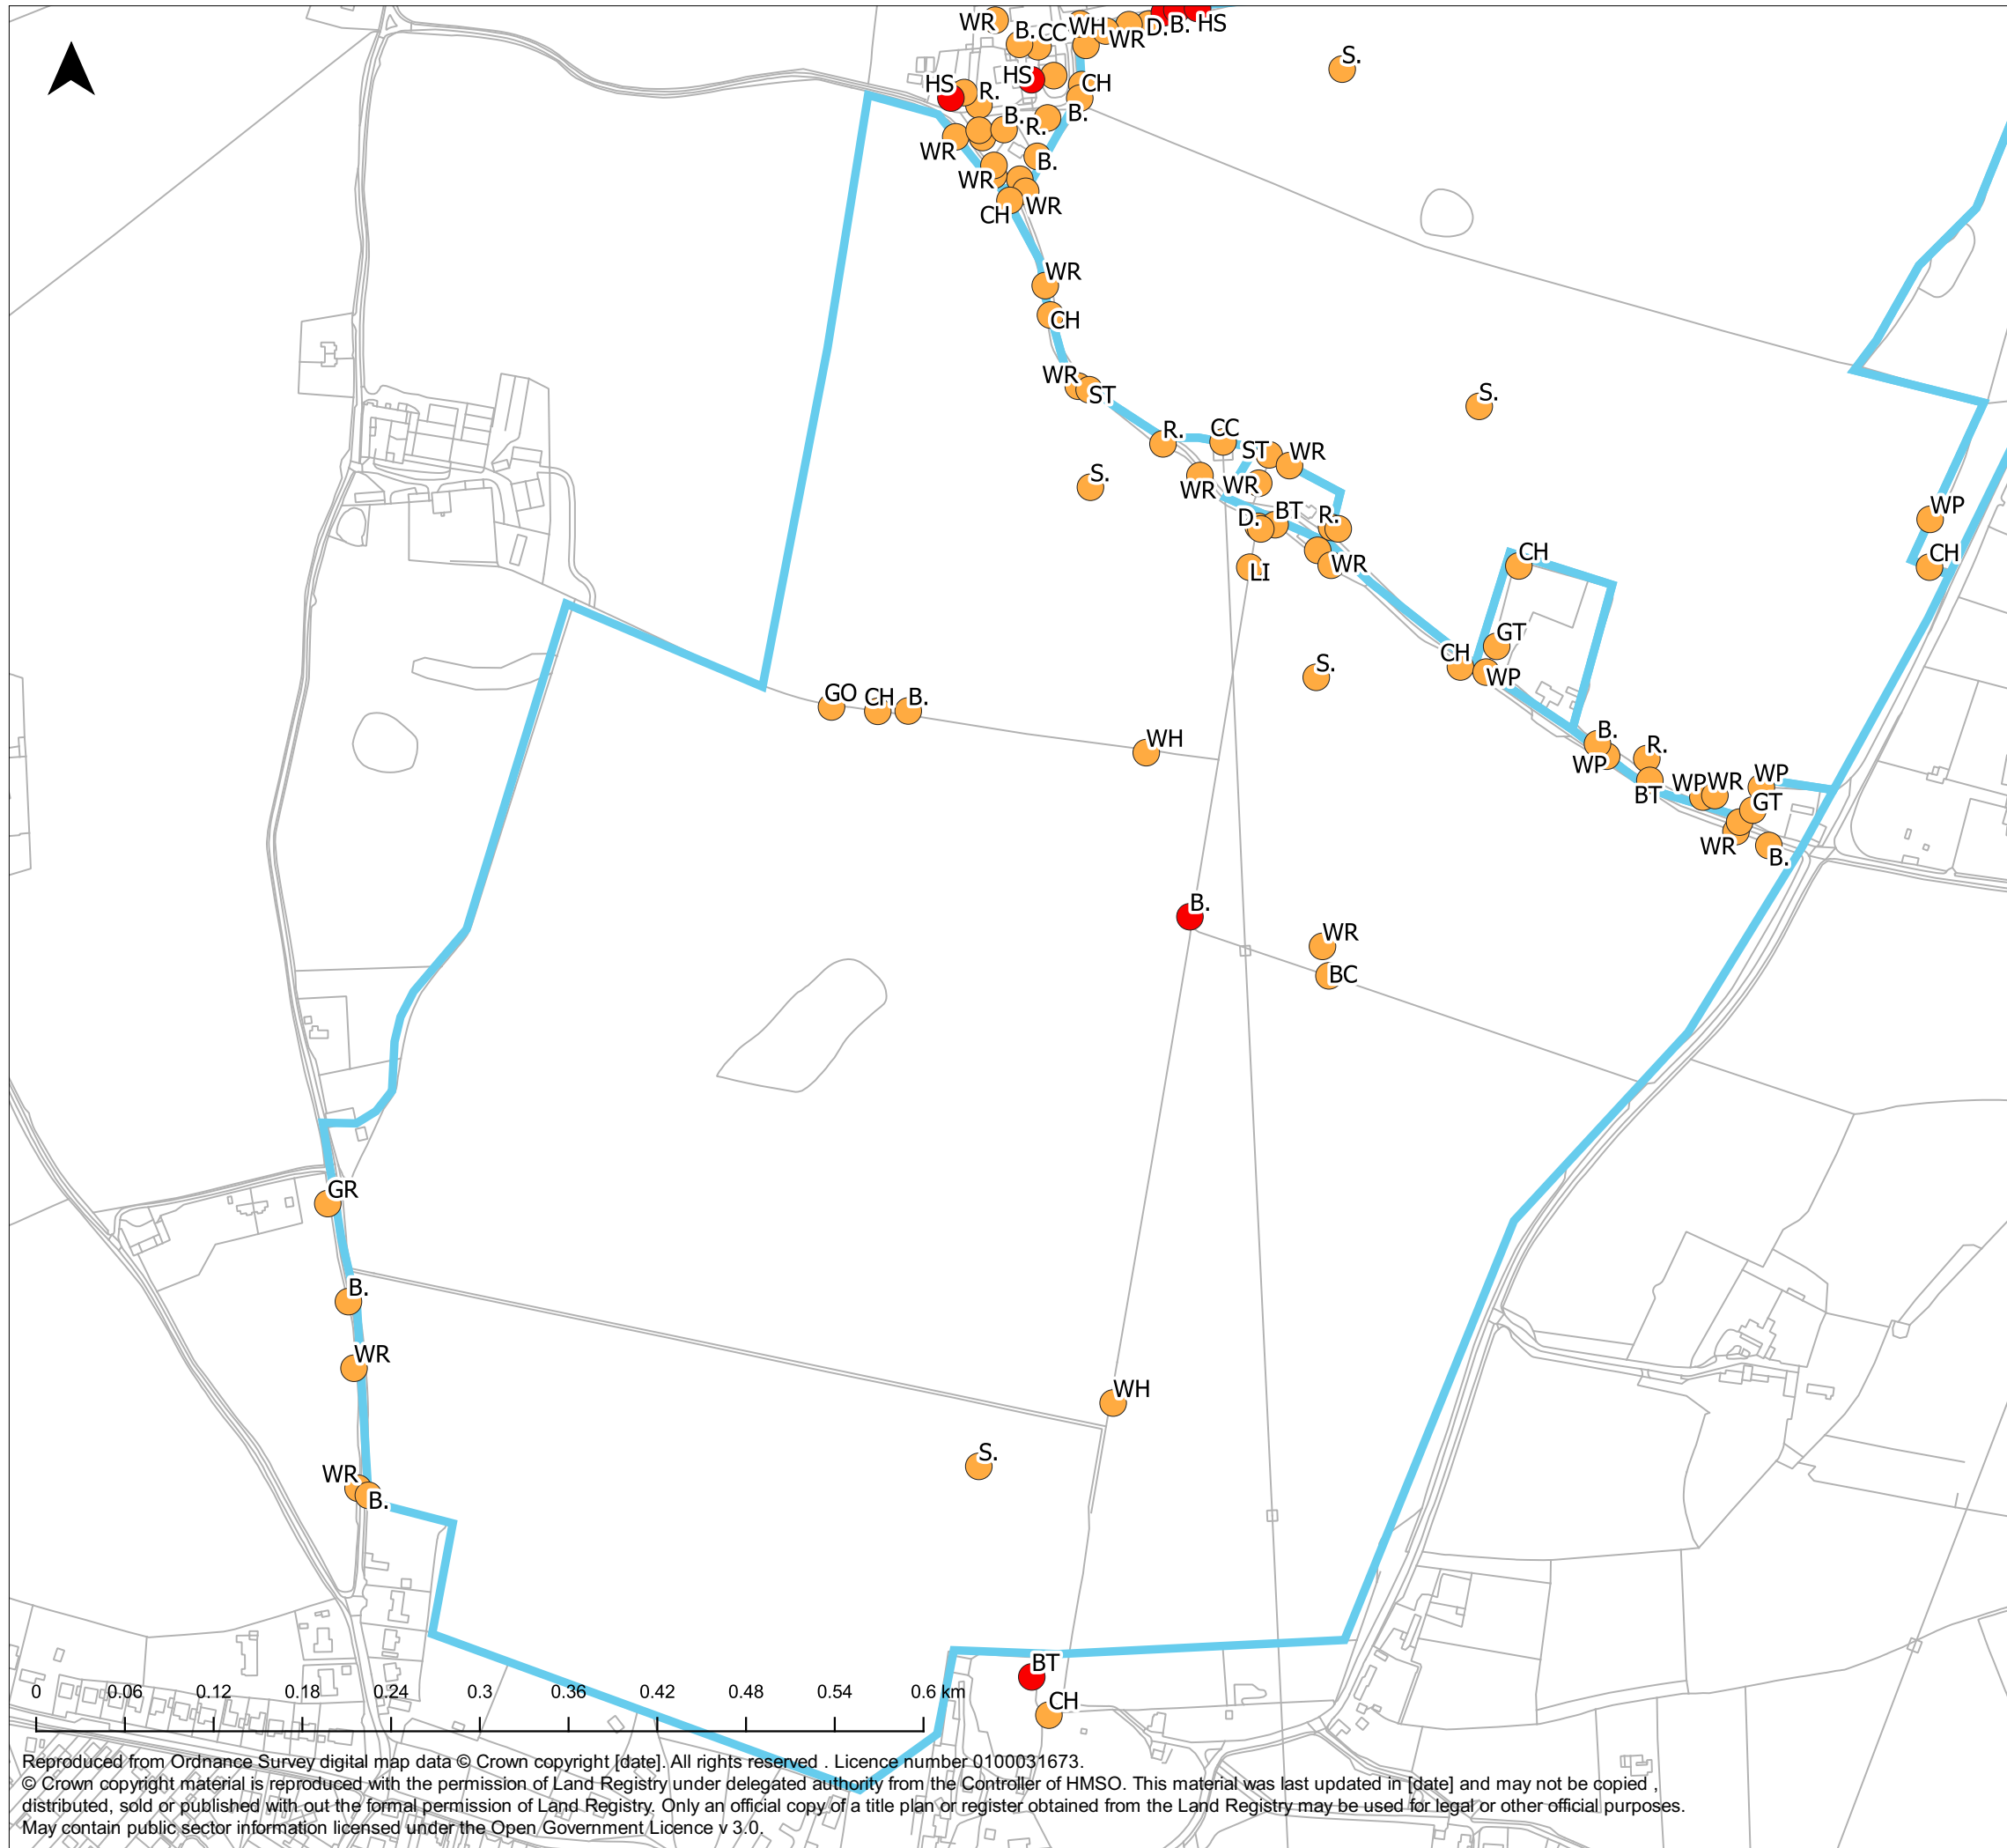 WR
B.
CC
WH
WR
D.
B.
HS
S.
HS
R.
HS
CH
B.
B.
R.
WR
B.
WR
CH
WR
WR
CH
WR
ST
S.
R.
CC
ST
WR
S.
WR
WR
WP
D.
BT
R.
CH
CH
LI
WR
GT
CH
S.
WP
GO
CH
B.
WH
B.
WP
R.
BT
WP
WR
WP
GT
WR
B.
B.
WR
BC
GR
B.
WR
WH
S.
WR
B.
BT
CH
0 0.06 0.12 0.18 0.24 0.3 0.36 0.42 0.48 0.54 0.6 km
Reproduced from Ordnance Survey digital map data © Crown copyright [date]. All rights reserved . Licence number 0100031673.
© Crown copyright material is reproduced with the permission of Land Registry under delegated authority from the Controller of HMSO. This material was last updated in [date] and may not be copied ,
distributed, sold or published with out the formal permission of Land Registry. Only an official copy of a title plan or register obtained from the Land Registry may be used for legal or other official purposes.
May contain public sector information licensed under the Open Government Licence v 3.0.